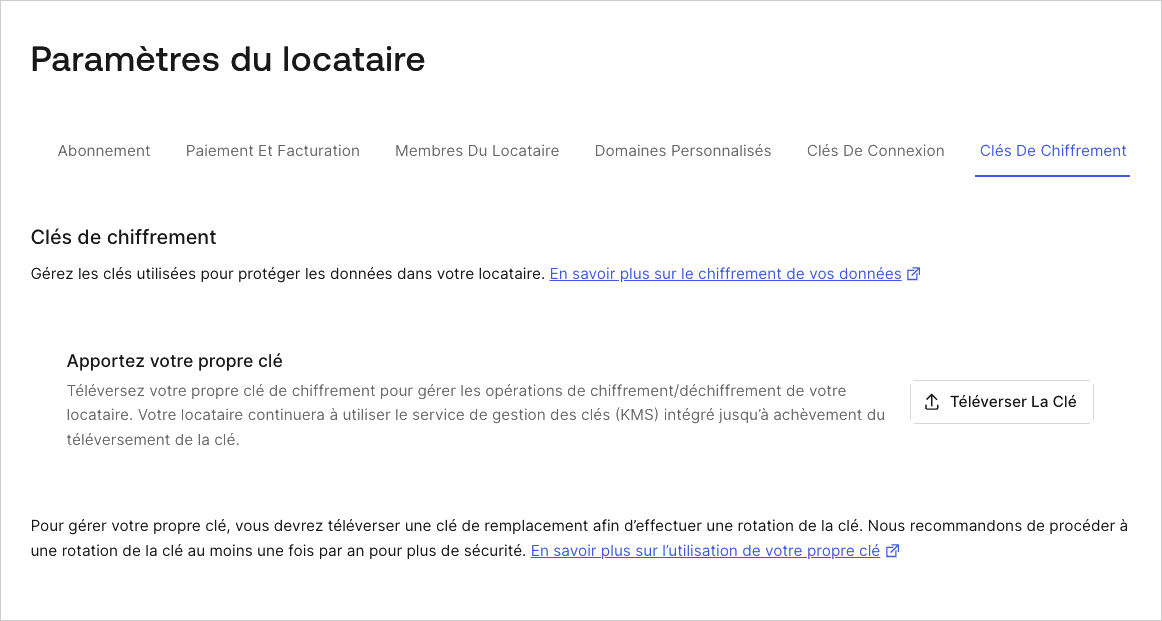 Paramètres du locataire
Abonnement
Paiement Et Facturation
Membres Du Locataire
Domaines Personnalisés
Clés De Connexion
Clés De Chiffrement
Clés de chiffrement
Gérez les clés utilisées pour protéger les données dans votre locataire. En savoir plus sur le chiffrement de vos données
Apportez votre propre clé
Téléversez votre propre clé de chiffrement pour gérer les opérations de chiffrement/déchiffrement de votre
locataire. Votre locataire continuera à utiliser le service de gestion des clés (KMS) intégré jusqu’à achèvement du
téléversement de la clé.
Téléverser La Clé
Pour gérer votre propre clé, vous devrez téléverser une clé de remplacement afin d’effectuer une rotation de la clé. Nous recommandons de procéder à
une rotation de la clé au moins une fois par an pour plus de sécurité. En savoir plus sur l’utilisation de votre propre clé